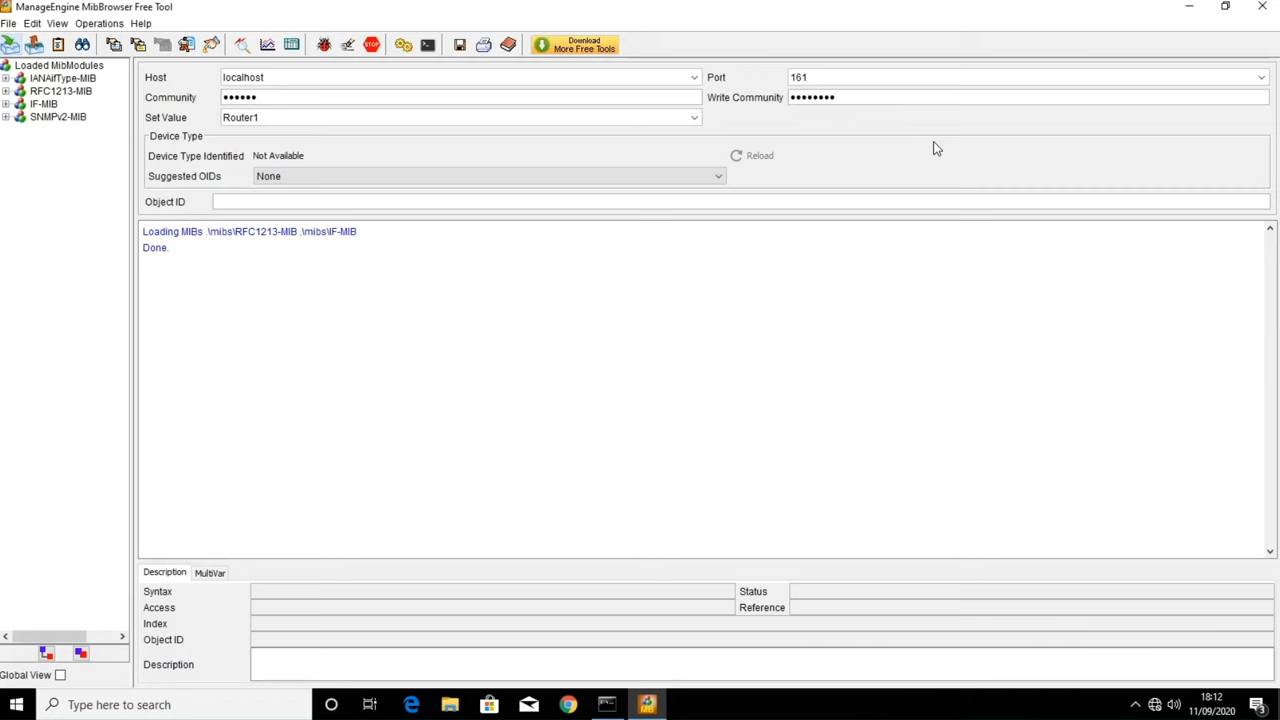 ManageEngine MibBrowser Free Tool
File Edit View Operations Help
Download
More Free Tools
Loaded MibModules
IANAifType-MIB
RFC1213-MIB
IF-MIB
SNMPv2-MIB
Host localhost Port 161
Community •••••• Write Community ••••••••
Set Value Router1
Device Type
Device Type Identified Not Available Reload
Suggested OIDs None
Object ID
Loading MIBs .\mibs\RFC1213-MIB .\mibs\IF-MIB
Done.
Description MultiVar
Syntax Status
Access Reference
Index
Object ID
Description
Global View
Type here to search
18:12
11/09/2020
3